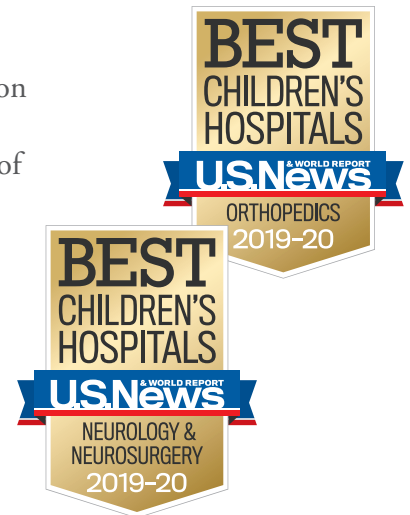 on
of
BEST
CHILDREN'S
HOSPITALS
U.S.News & WORLD REPORT
ORTHOPEDICS
2019-20
BEST
CHILDREN'S
HOSPITALS
U.S.News & WORLD REPORT
NEUROLOGY &
NEUROSURGERY
2019-20